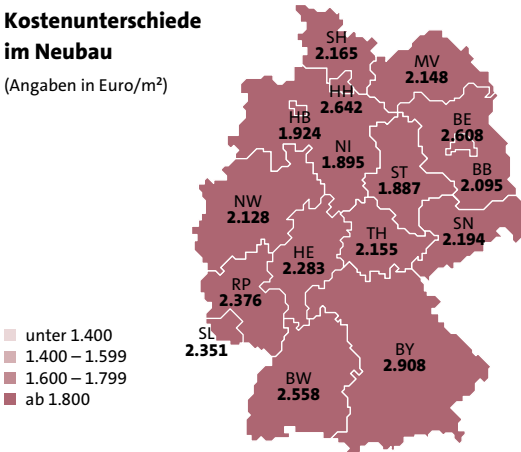 Kostenunterschiede
im Neubau
(Angaben in Euro/m²)
SH
2.165
MV
2.148
HH
2.642
HB
1.924
BE
2.608
NI
1.895
ST
1.887
BB
2.095
NW
2.128
SN
2.194
TH
2.155
HE
2.283
RP
2.376
SL
2.351
BY
2.908
BW
2.558
unter 1.400
1.400 – 1.599
1.600 – 1.799
ab 1.800